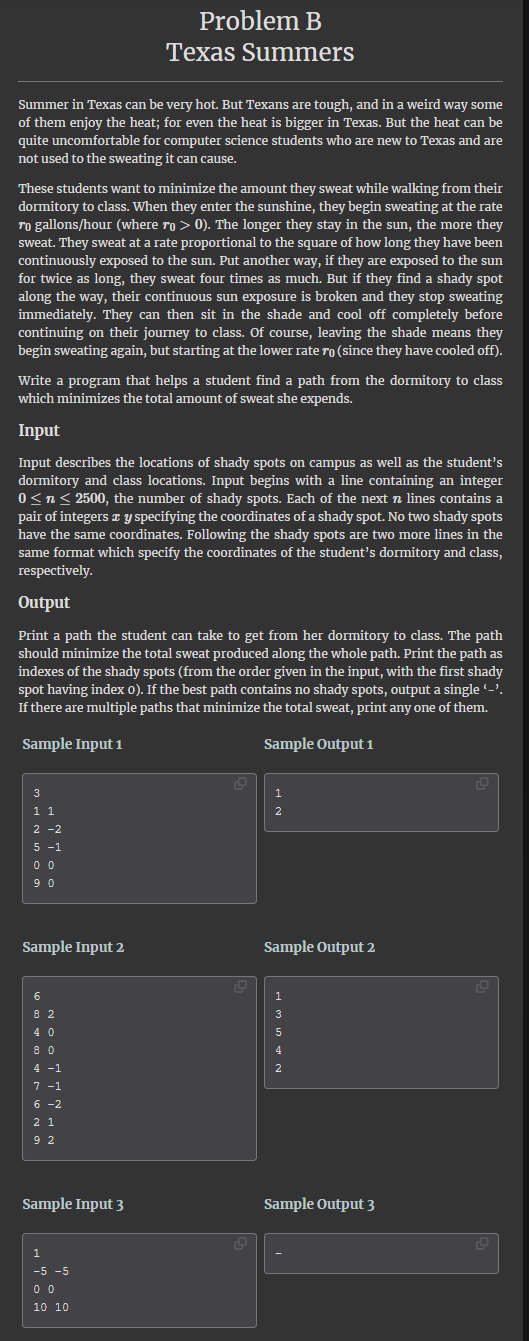 Problem B
Texas Summers
Summer in Texas can be very hot. But Texans are tough, and in a weird way some
of them enjoy the heat; for even the heat is bigger in Texas. But the heat can be
quite uncomfortable for computer science students who are new to Texas and are
not used to the sweating it can cause.
These students want to minimize the amount they sweat while walking from their
dormitory to class. When they enter the sunshine, they begin sweating at the rate
r₀ gallons/hour (where r₀ > 0). The longer they stay in the sun, the more they
sweat. They sweat at a rate proportional to the square of how long they have been
continuously exposed to the sun. Put another way, if they are exposed to the sun
for twice as long, they sweat four times as much. But if they find a shady spot
along the way, their continuous sun exposure is broken and they stop sweating
immediately. They can then sit in the shade and cool off completely before
continuing on their journey to class. Of course, leaving the shade means they
begin sweating again, but starting at the lower rate r₀ (since they have cooled off).
Write a program that helps a student find a path from the dormitory to class
which minimizes the total amount of sweat she expends.
Input
Input describes the locations of shady spots on campus as well as the student’s
dormitory and class locations. Input begins with a line containing an integer
0 ≤ n ≤ 2500, the number of shady spots. Each of the next n lines contains a
pair of integers x y specifying the coordinates of a shady spot. No two shady spots
have the same coordinates. Following the shady spots are two more lines in the
same format which specify the coordinates of the student’s dormitory and class,
respectively.
Output
Print a path the student can take to get from her dormitory to class. The path
should minimize the total sweat produced along the whole path. Print the path as
indexes of the shady spots (from the order given in the input, with the first shady
spot having index 0). If the best path contains no shady spots, output a single ‘-’.
If there are multiple paths that minimize the total sweat, print any one of them.
Sample Input 1
3
1 1
2 -2
5 -1
0 0
9 0
Sample Output 1
1
2
Sample Input 2
6
8 2
4 0
8 0
4 -1
7 -1
6 -2
2 1
9 2
Sample Output 2
1
3
5
4
2
Sample Input 3
1
-5 -5
0 0
10 10
Sample Output 3
-